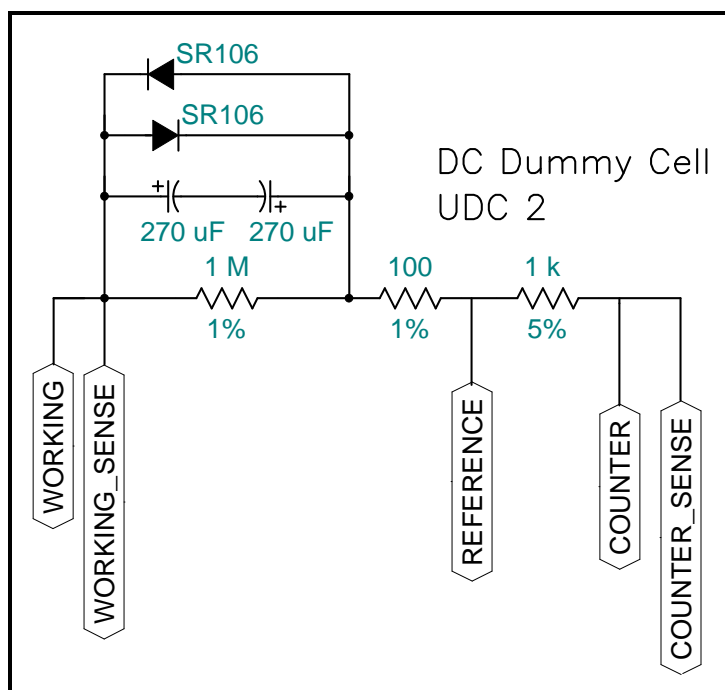 SR106
SR106
DC Dummy Cell
UDC 2
+
+
270 uF 270 uF
1 M 100 1 k
1% 1% 5%
WORKING
WORKING_SENSE
REFERENCE
COUNTER
COUNTER_SENSE